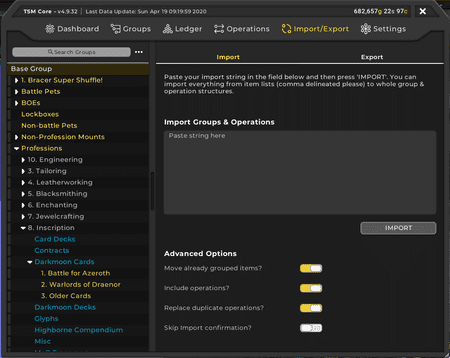 TSM Core - v4.9.32 | Last Data Update: Sun Apr 19 09:19:59 2020 682,657g 22s 97c
Dashboard Groups Ledger Operations Import/Export Settings
Search Groups
Base Group
1. Bracer Super Shuffle!
Battle Pets
BOEs
Lockboxes
Non-battle Pets
Non-Profession Mounts
Professions
10. Engineering
3. Tailoring
4. Leatherworking
5. Blacksmithing
6. Enchanting
7. Jewelcrafting
8. Inscription
Card Decks
Contracts
Darkmoon Cards
1. Battle for Azeroth
2. Warlords of Draenor
3. Older Cards
Darkmoon Decks
Glyphs
Highborne Compendium
Misc
Import Export
Paste your import string in the field below and then press 'IMPORT'. You can
import everything from item lists (comma delineated please) to whole group &
operation structures.
Import Groups & Operations
Paste string here
IMPORT
Advanced Options
Move already grouped items?
Include operations?
Replace duplicate operations?
Skip Import confirmation?